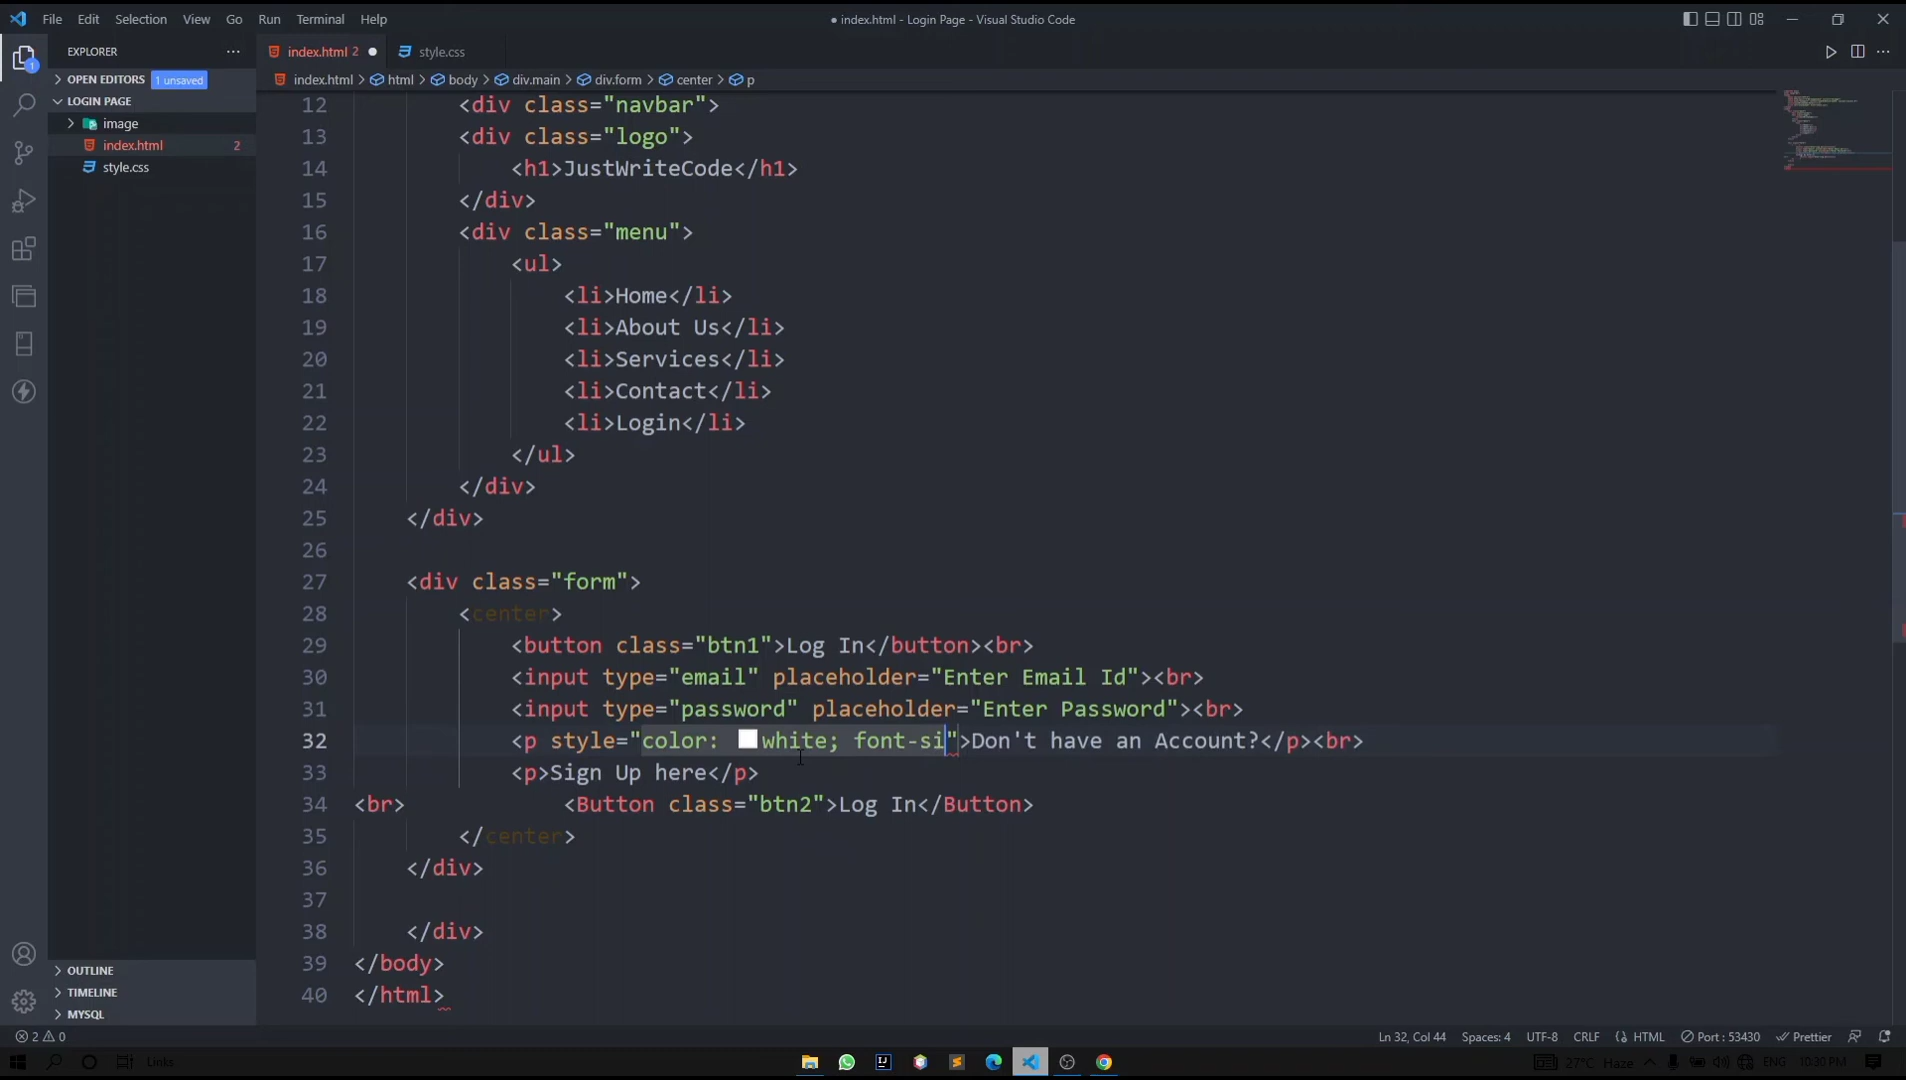 File Edit Selection View Go Run Terminal Help
● index.html - Login Page - Visual Studio Code
EXPLORER ···
index.html 2 ●
style.css
OPEN EDITORS 1 unsaved
index.html > html > body > div.main > div.form > center > p
LOGIN PAGE
image
index.html 2
style.css
12 <div class="navbar">
13 <div class="logo">
14 <h1>JustWriteCode</h1>
15 </div>
16 <div class="menu">
17 <ul>
18 <li>Home</li>
19 <li>About Us</li>
20 <li>Services</li>
21 <li>Contact</li>
22 <li>Login</li>
23 </ul>
24 </div>
25 </div>
26
27 <div class="form">
28 <center>
29 <button class="btn1">Log In</button><br>
30 <input type="email" placeholder="Enter Email Id"><br>
31 <input type="password" placeholder="Enter Password"><br>
32 <p style="color: white; font-si">Don't have an Account?</p><br>
33 <p>Sign Up here</p>
34 <br> <Button class="btn2">Log In</Button>
35 </center>
36 </div>
37
38 </div>
39 </body>
40 </html>
OUTLINE
TIMELINE
MYSQL
2 0
Ln 32, Col 44 Spaces: 4 UTF-8 CRLF HTML Port : 53430 Prettier
Links
27°C Haze ENG 10:30 PM